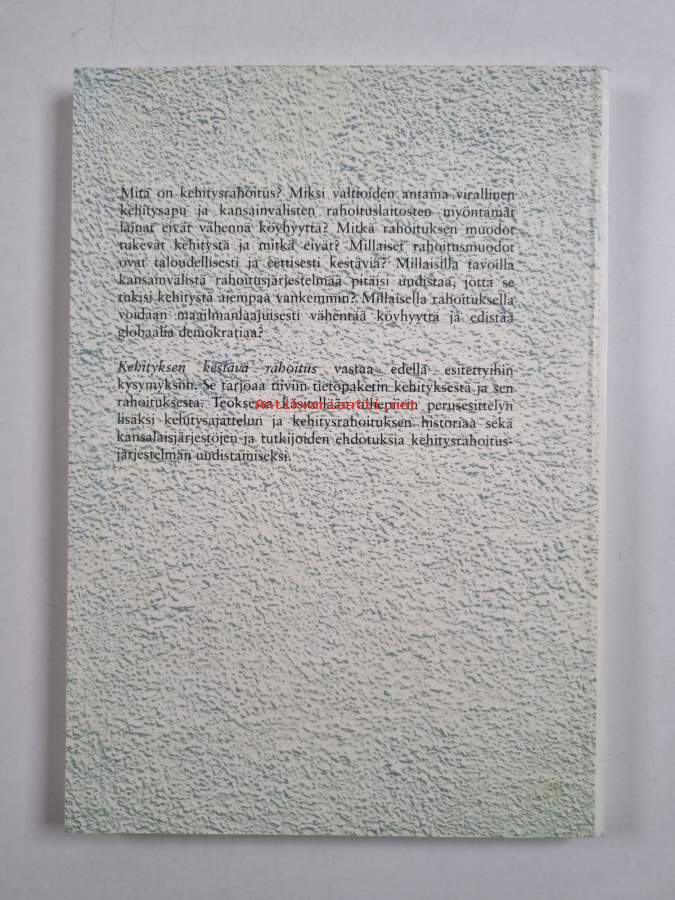 Mitä on kehitysrahoitus? Miksi valtioiden antama virallinen
kehitysapu ja kansainvälisten rahoituslaitosten myöntämät
lainat eivät vähennä köyhyyttä? Mitkä rahoituksen muodot
tukevat kehitystä ja mitkä eivät? Millaiset rahoitusmuodot
ovat taloudellisesti ja eettisesti kestäviä? Millaisilla tavoilla
kansainvälistä rahoitusjärjestelmää pitäisi uudistaa, jotta se
tukisi kehitystä aiempaa vankemmin? Millaisella rahoituksella
voidaan maailmanlaajuisesti vähentää köyhyyttä ja edistää
globaalia demokratiaa?
Kehityksen kestävä rahoitus vastaa edellä esitettyihin
kysymyksiin. Se tarjoaa tiiviin tietopaketin kehityksestä ja sen
rahoituksesta. Teoksessa käsitellään aihepiirin perusesittelyn
lisäksi kehitysajattelun ja kehitysrahoituksen historiaa sekä
kansalaisjärjestöjen ja tutkijoiden ehdotuksia kehitysrahoitus-
järjestelmän uudistamiseksi.